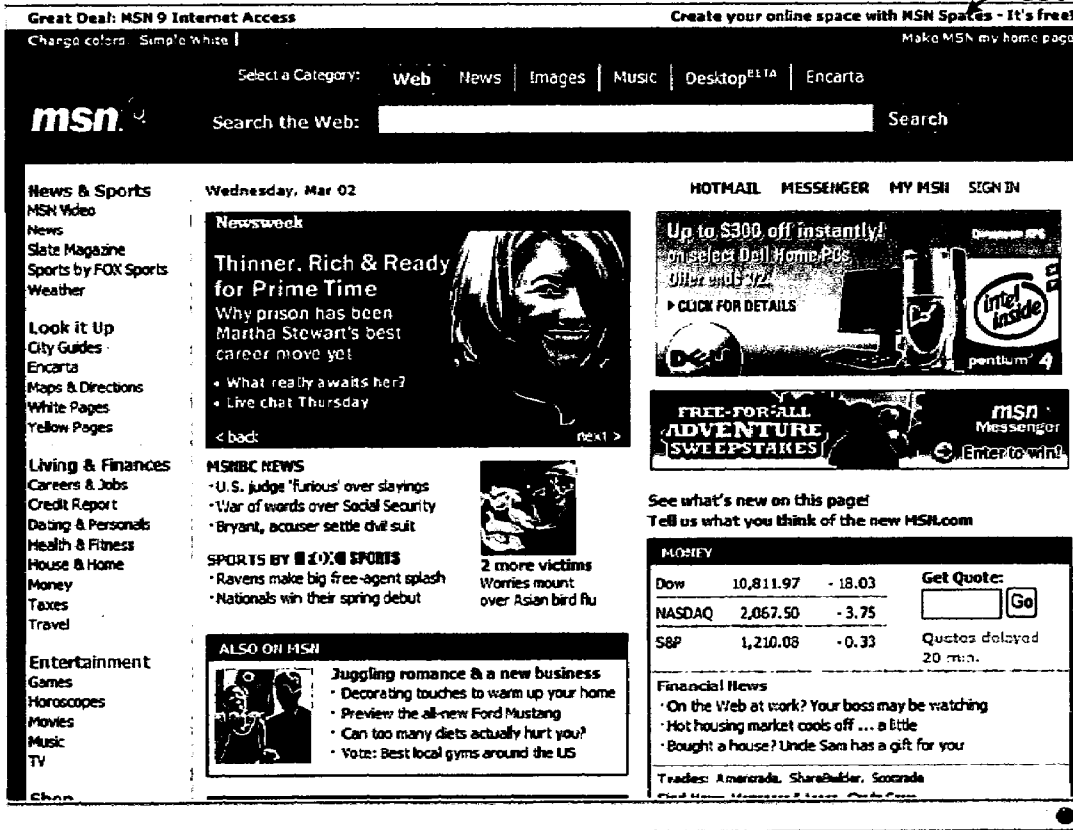 Great Deal: MSN 9 Internet Access
Create your online space with MSN Spaces - It's free!
Change colors: Simple White |
Make MSN my home page
Select a Category: Web News | Images | Music | Desktop BETA | Encarta
msn.
Search the Web:
Search
News & Sports
MSN Video
News
Slate Magazine
Sports by FOX Sports
Weather
Look it Up
City Guides
Encarta
Maps & Directions
White Pages
Yellow Pages
Living & Finances
Careers & Jobs
Credit Report
Dating & Personals
Health & Fitness
House & Home
Money
Taxes
Travel
Entertainment
Games
Horoscopes
Movies
Music
TV
Shop
Wednesday, Mar 02
Newsweek
Thinner, Rich & Ready
for Prime Time
Why prison has been
Martha Stewart's best
career move yet
• What really awaits her?
• Live chat Thursday
< back
next >
MSNBC NEWS
· U.S. judge 'furious' over slayings
· War of words over Social Security
· Bryant, accuser settle civil suit
SPORTS BY FOX SPORTS
· Ravens make big free-agent splash
· Nationals win their spring debut
2 more victims
Worries mount
over Asian bird flu
ALSO ON MSN
Juggling romance & a new business
· Decorating touches to warm up your home
· Preview the all-new Ford Mustang
· Can too many diets actually hurt you?
· Vote: Best local gyms around the US
HOTMAIL MESSENGER MY MSN SIGN IN
Up to $300 off instantly!
on select Dell Home PCs
Offer ends 3/2.
▸ CLICK FOR DETAILS
DELL
intel
inside
pentium 4
FREE-FOR-ALL
ADVENTURE
SWEEPSTAKES
msn
Messenger
Enter to win!
See what's new on this page!
Tell us what you think of the new MSN.com
MONEY
Dow 10,811.97 - 18.03
NASDAQ 2,067.50 - 3.75
S&P 1,210.08 - 0.33
Get Quote:
Go
Quotes delayed
20 min.
Financial News
· On the Web at work? Your boss may be watching
· Hot housing market cools off ... a little
· Bought a house? Uncle Sam has a gift for you
Trades: Ameritrade, ShareBuilder, Scottrade